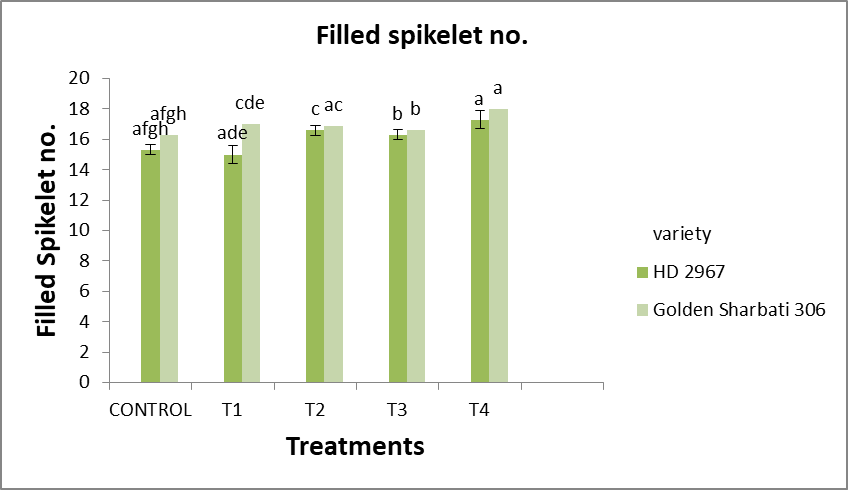 Filled spikelet no.
Filled Spikelet no.
20
18
16
14
12
10
8
6
4
2
0
afgh
afgh
ade
cde
c
ac
b
b
a
a
CONTROL T1 T2 T3 T4
Treatments
variety
HD 2967
Golden Sharbati 306